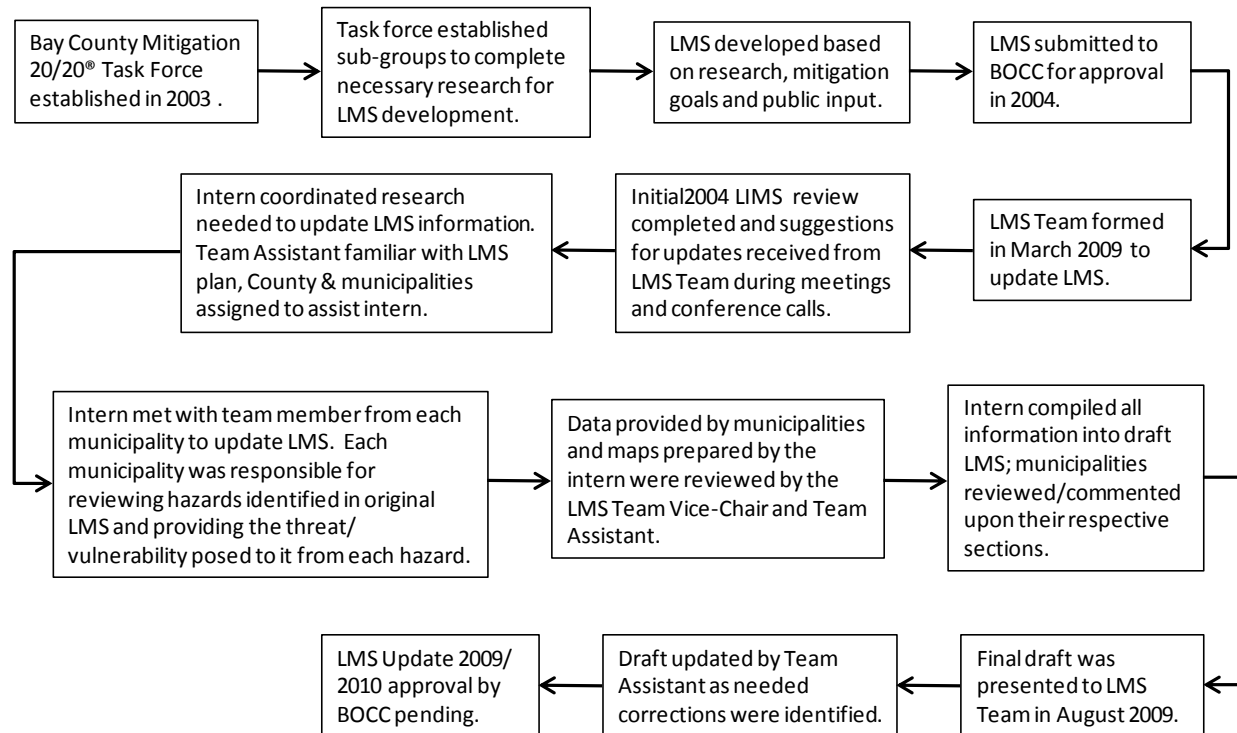 Bay County Mitigation
20/20® Task Force
established in 2003 .
Task force established
sub-groups to complete
necessary research for
LMS development.
LMS developed based
on research, mitigation
goals and public input.
LMS submitted to
BOCC for approval
in 2004.
LMS Team formed
in March 2009 to
update LMS.
Initial2004 LIMS review
completed and suggestions
for updates received from
LMS Team during meetings
and conference calls.
Intern coordinated research
needed to update LMS information.
Team Assistant familiar with LMS
plan, County & municipalities
assigned to assist intern.
Intern met with team member from each
municipality to update LMS. Each
municipality was responsible for
reviewing hazards identified in original
LMS and providing the threat/
vulnerability posed to it from each hazard.
Data provided by municipalities
and maps prepared by the
intern were reviewed by the
LMS Team Vice-Chair and Team
Assistant.
Intern compiled all
information into draft
LMS; municipalities
reviewed/commented
upon their respective
sections.
Final draft was
presented to LMS
Team in August 2009.
Draft updated by Team
Assistant as needed
corrections were identified.
LMS Update 2009/
2010 approval by
BOCC pending.